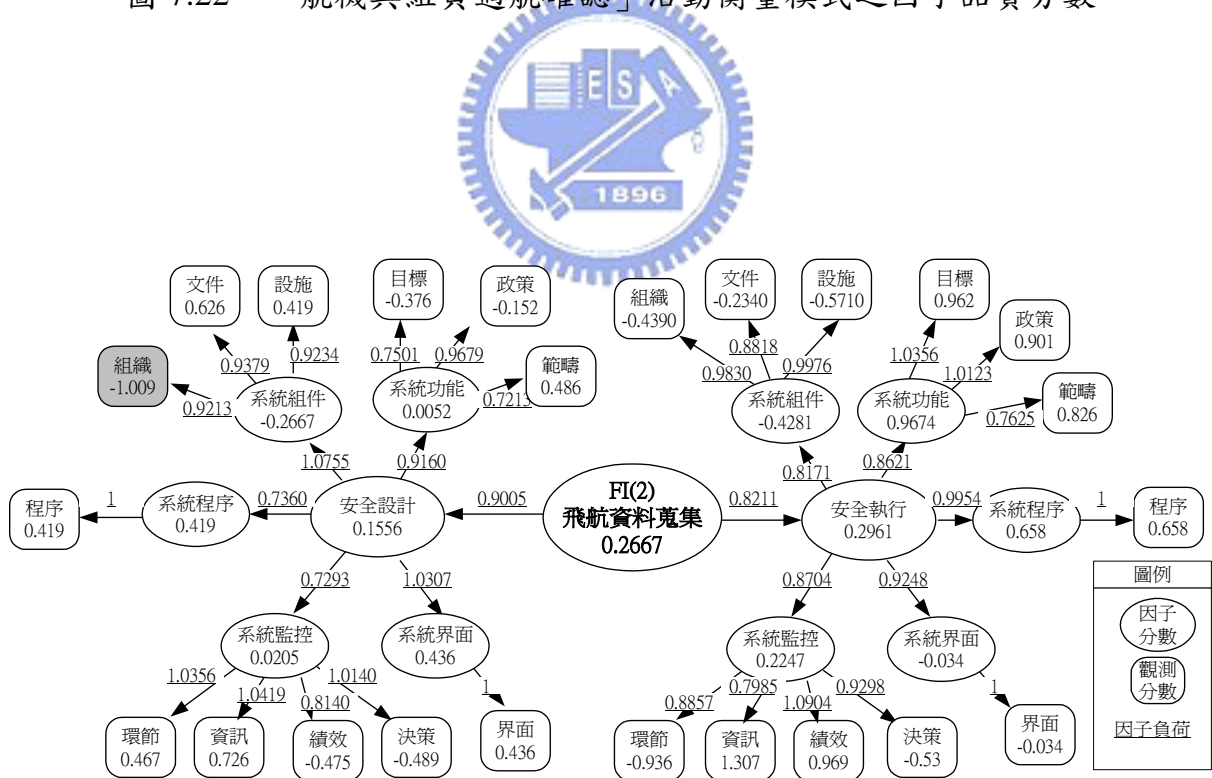 圖 7.22 「航機與組員適航確認」活動衡量模式之因子品質分數
ESA
1896
文件
0.626
設施
0.419
目標
-0.376
政策
-0.152
組織
-1.009
範疇
0.486
0.9379
0.9234
0.7501
0.9679
0.9213
0.7213
系統組件
-0.2667
系統功能
0.0052
組織
-0.4390
文件
-0.2340
設施
-0.5710
目標
0.962
政策
0.901
範疇
0.826
0.8818
0.9830
0.9976
1.0356
1.0123
0.7625
系統組件
-0.4281
系統功能
0.9674
1.0755
0.9160
0.8171
0.8621
程序
0.419
1
系統程序
0.419
0.7360
安全設計
0.1556
0.9005
FI(2)
飛航資料蒐集
0.2667
0.8211
安全執行
0.2961
0.9954
系統程序
0.658
1
程序
0.658
0.7293
1.0307
0.8704
0.9248
系統監控
0.0205
系統界面
0.436
系統監控
0.2247
系統界面
-0.034
1.0356
1.0419
0.8140
1.0140
1
0.8857
0.7985
1.0904
0.9298
1
環節
0.467
資訊
0.726
績效
-0.475
決策
-0.489
界面
0.436
環節
-0.936
資訊
1.307
績效
0.969
決策
-0.53
界面
-0.034
圖例
因子
分數
觀測
分數
因子負荷